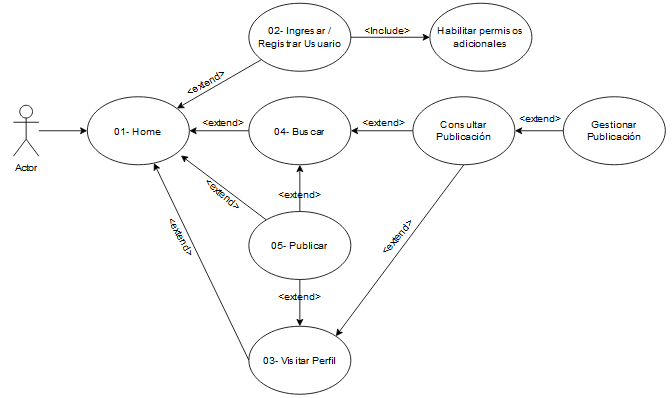 02- Ingresar /
Registrar Usuario
<Include>
Habilitar permisos
adicionales
<extend>
Actor
01- Home
<extend>
04- Buscar
<extend>
Consultar
Publicación
<extend>
Gestionar
Publicación
<extend>
<extend>
05- Publicar
<extend>
<extend>
<extend>
03- Visitar Perfil